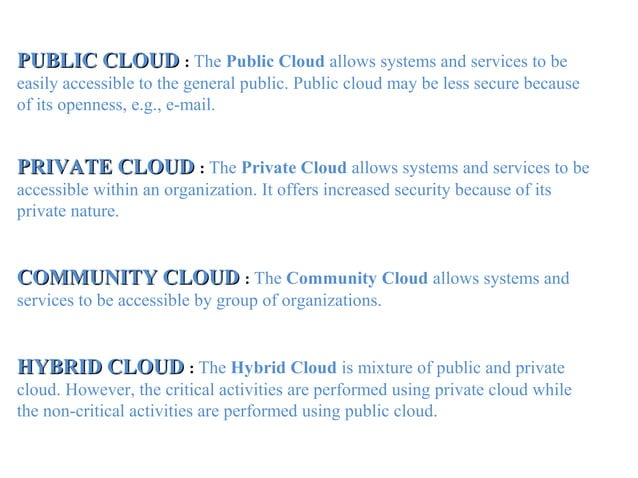 PUBLIC CLOUD : The Public Cloud allows systems and services to be
easily accessible to the general public. Public cloud may be less secure because
of its openness, e.g., e-mail.
PRIVATE CLOUD : The Private Cloud allows systems and services to be
accessible within an organization. It offers increased security because of its
private nature.
COMMUNITY CLOUD : The Community Cloud allows systems and
services to be accessible by group of organizations.
HYBRID CLOUD : The Hybrid Cloud is mixture of public and private
cloud. However, the critical activities are performed using private cloud while
the non-critical activities are performed using public cloud.